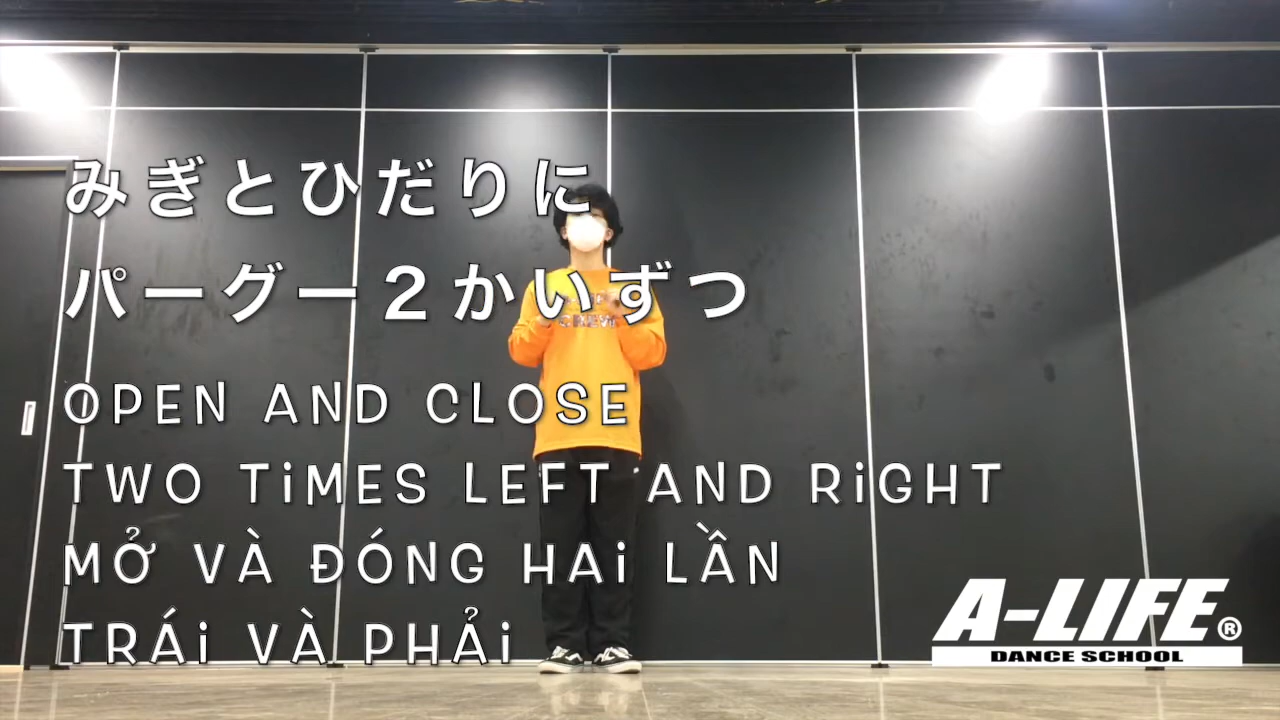 みぎとひだりに
パーグー２かいずつ
OPEN AND CLOSE
TWO TiMES LEFT AND RiGHT
MỞ VÀ ĐÓNG HAi LẦN
TRÁi VÀ PHẢi
CREW
A-LIFE®
DANCE SCHOOL